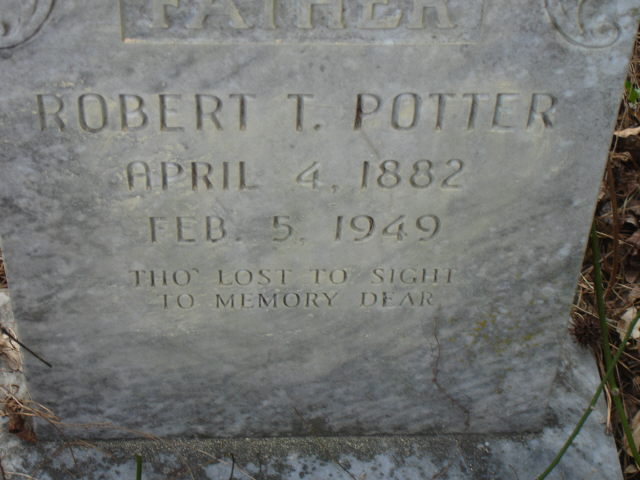 FATHER
ROBERT T. POTTER
APRIL 4, 1882
FEB. 5, 1949
THO' LOST TO SIGHT
TO MEMORY DEAR